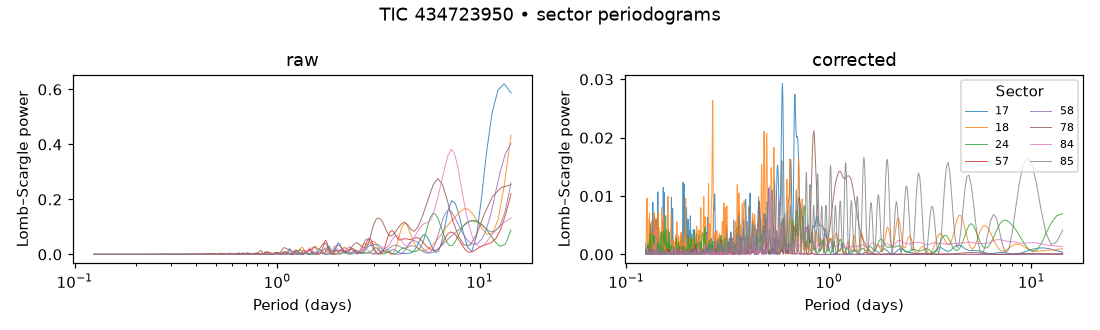 TIC 434723950 • sector periodograms
raw
Lomb–Scargle power
0.6
0.4
0.2
0.0
10⁻¹
10⁰
10¹
Period (days)
corrected
Lomb–Scargle power
0.03
0.02
0.01
0.00
10⁻¹
10⁰
10¹
Period (days)
Sector
17
18
24
57
58
78
84
85